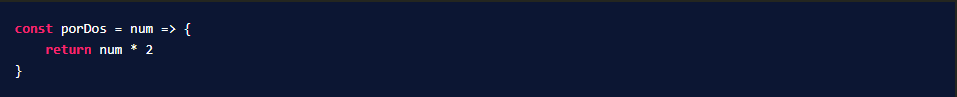 const porDos = num => {
    return num * 2
}